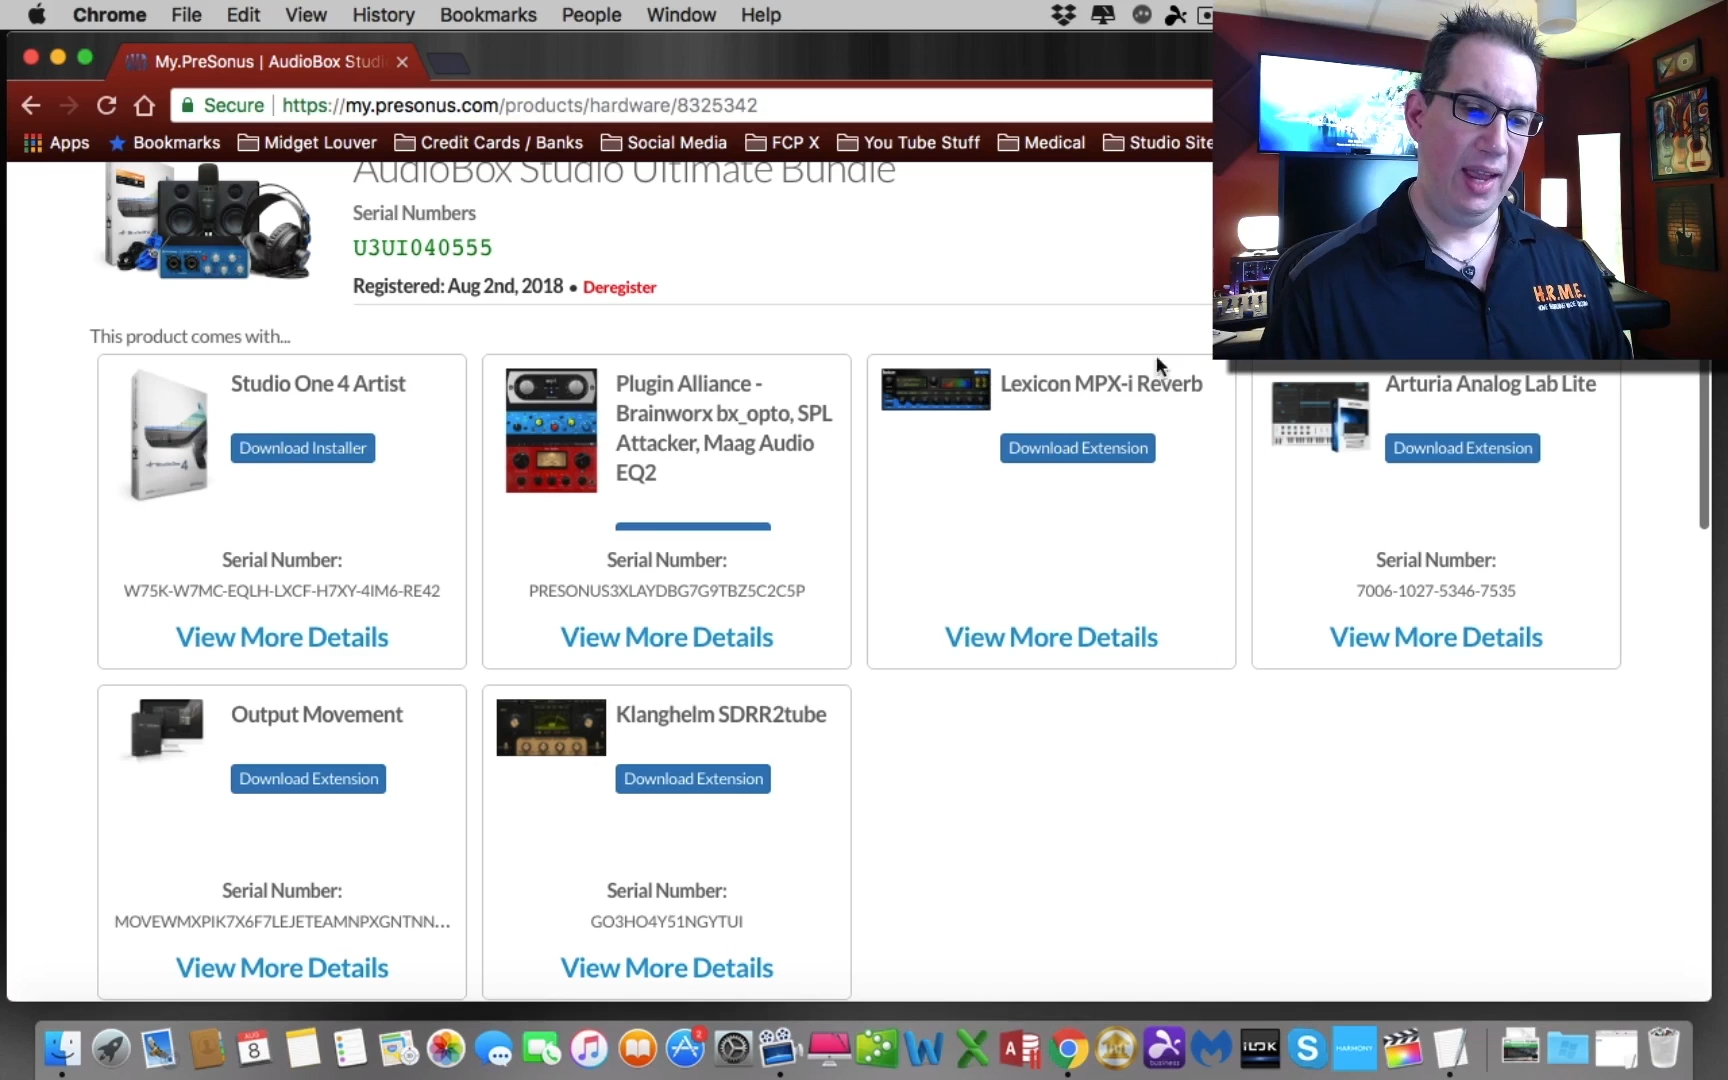 Chrome File Edit View History Bookmarks People Window Help
My.PreSonus | AudioBox Studi
Secure https://my.presonus.com/products/hardware/8325342
Apps Bookmarks Midget Louver Credit Cards / Banks Social Media FCP X You Tube Stuff Medical Studio Site
AudioBox Studio Ultimate Bundle
Serial Numbers
U3UI040555
Registered: Aug 2nd, 2018 • Deregister
H.R.M.E.
This product comes with...
Studio One 4 Artist
Download Installer
Serial Number:
W75K-W7MC-EQLH-LXCF-H7XY-4IM6-RE42
View More Details
Plugin Alliance -
Brainworx bx_opto, SPL
Attacker, Maag Audio
EQ2
Serial Number:
PRESONUS3XLAYDBG7G9TBZ5C2C5P
View More Details
Lexicon MPX-i Reverb
Download Extension
View More Details
Arturia Analog Lab Lite
Download Extension
Serial Number:
7006-1027-5346-7535
View More Details
Output Movement
Download Extension
Serial Number:
MOVEWMXPIK7X6F7LEJETEAMNPXGNTNN...
View More Details
Klanghelm SDRR2tube
Download Extension
Serial Number:
GO3HO4Y51NGYTUI
View More Details
AUG
8
2
iLOK
HARMONY